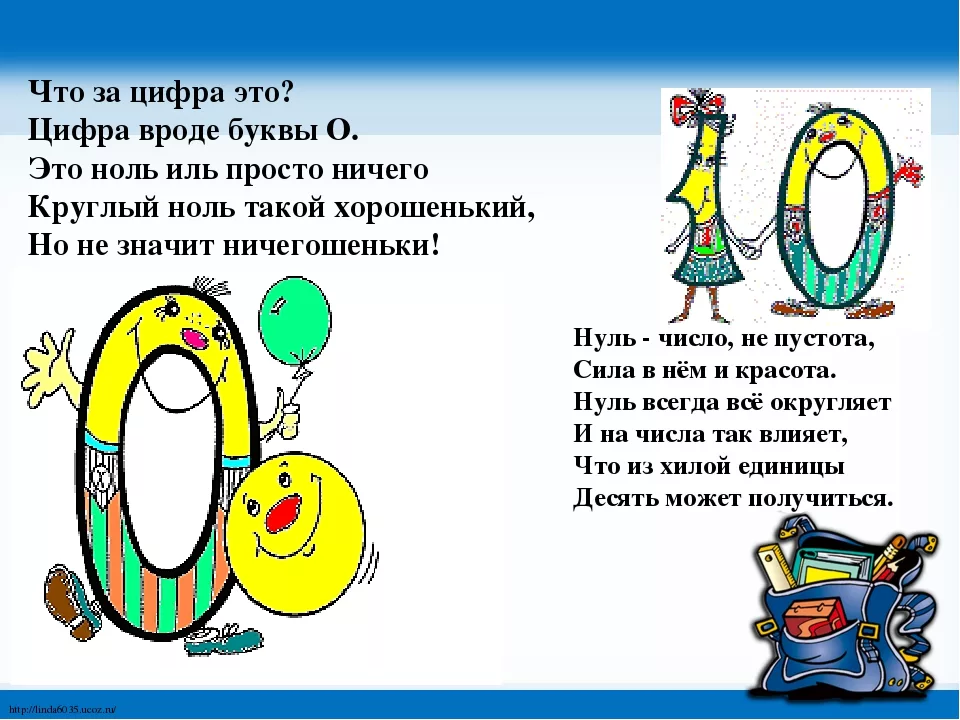 Что за цифра это?
Цифра вроде буквы О.
Это ноль иль просто ничего
Круглый ноль такой хорошенький,
Но не значит ничегошеньки!
10
0
Нуль - число, не пустота,
Сила в нём и красота.
Нуль всегда всё округляет
И на числа так влияет,
Что из хилой единицы
Десять может получиться.
http://linda6035.ucoz.ru/